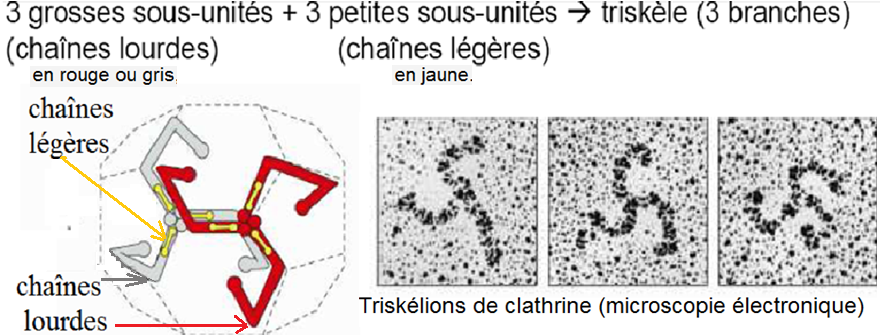 3 grosses sous-unités + 3 petites sous-unités → triskèle (3 branches)
(chaînes lourdes) (chaînes légères)
en rouge ou gris, en jaune.
chaînes
légères
chaînes
lourdes
Triskélions de clathrine (microscopie électronique)